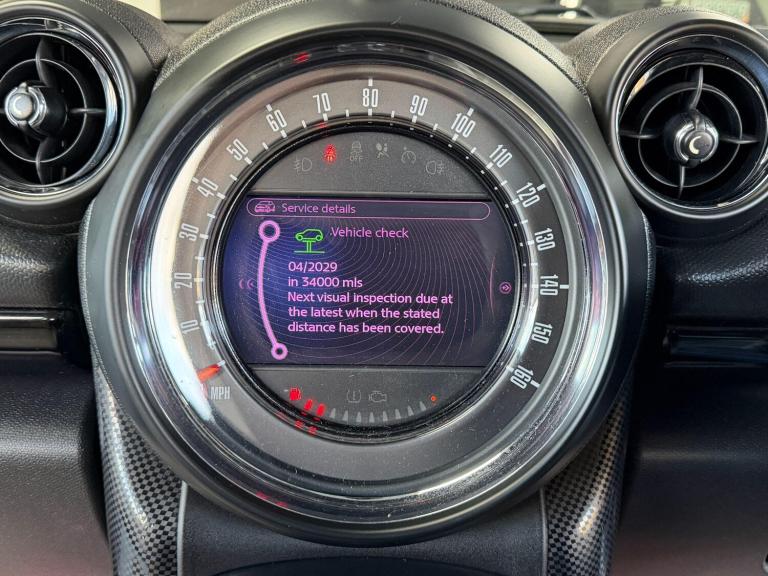 10
20
30
40
50
60
70
80
90
100
110
120
130
140
150
160
MPH
OFF
Service details
Vehicle check
04/2029
in 34000 mls
Next visual inspection due at
the latest when the stated
distance has been covered.